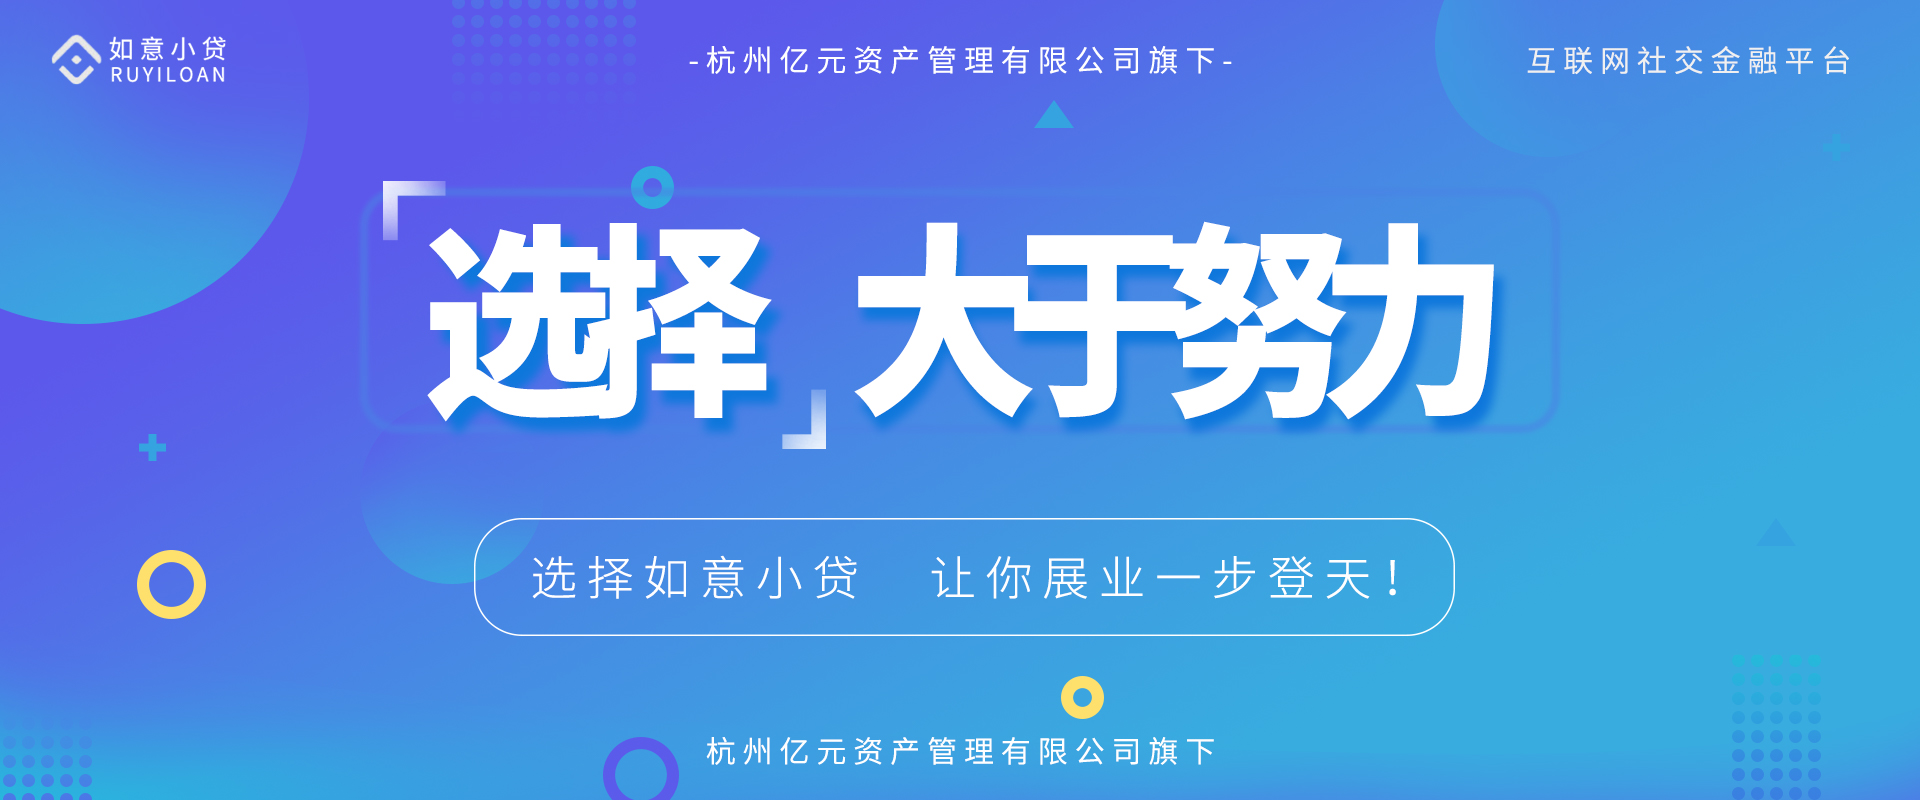 如意小贷
RUYILOAN
-杭州亿元资产管理有限公司旗下-
互联网社交金融平台
选择 大于努力
选择如意小贷 让你展业一步登天!
杭州亿元资产管理有限公司旗下